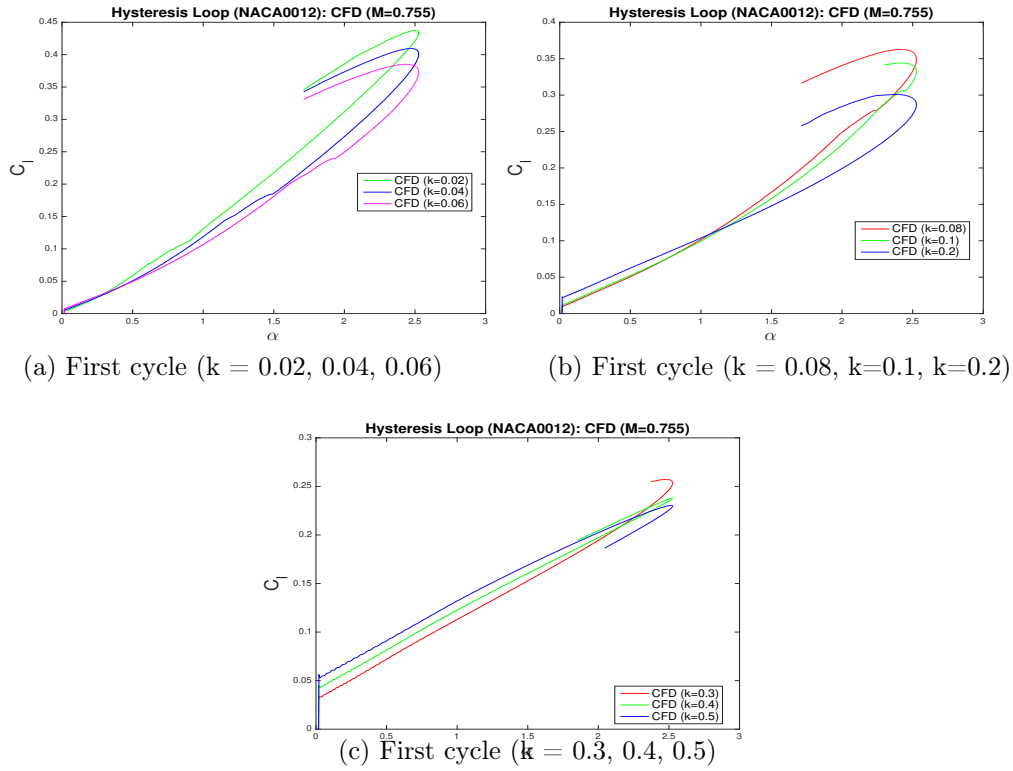 Hysteresis Loop (NACA0012): CFD (M=0.755)
0.45
0.4
0.35
0.3
0.25
0.2
0.15
0.1
0.05
0
C_l
0 0.5 1 1.5 2 2.5 3
α
CFD (k=0.02)
CFD (k=0.04)
CFD (k=0.06)
(a) First cycle (k = 0.02, 0.04, 0.06)
Hysteresis Loop (NACA0012): CFD (M=0.755)
0.4
0.35
0.3
0.25
0.2
0.15
0.1
0.05
0
C_l
0 0.5 1 1.5 2 2.5 3
α
CFD (k=0.08)
CFD (k=0.1)
CFD (k=0.2)
(b) First cycle (k = 0.08, k=0.1, k=0.2)
Hysteresis Loop (NACA0012): CFD (M=0.755)
0.3
0.25
0.2
0.15
0.1
0.05
0
C_l
0 0.5 1 1.5 2 2.5 3
α
CFD (k=0.3)
CFD (k=0.4)
CFD (k=0.5)
(c) First cycle (k = 0.3, 0.4, 0.5)